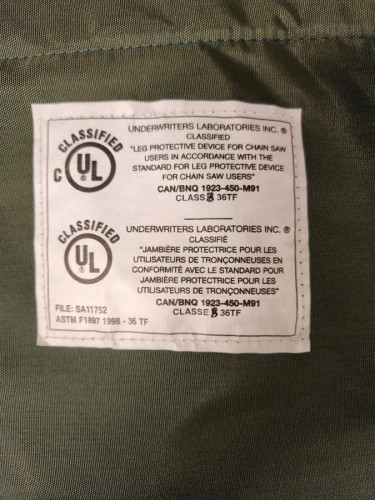 CLASSIFIED
C UL
UNDERWRITERS LABORATORIES INC. ®
CLASSIFIED
"LEG PROTECTIVE DEVICE FOR CHAIN SAW
USERS IN ACCORDANCE WITH THE
STANDARD FOR LEG PROTECTIVE DEVICE
FOR CHAIN SAW USERS"
CAN/BNQ 1923-450-M91
CLASS B 36TF
CLASSIFIED
UL
UNDERWRITERS LABORATORIES INC. ®
CLASSIFIÉ
"JAMBIÈRE PROTECTRICE POUR LES
UTILISATEURS DE TRONÇONNEUSES EN
CONFORMITÉ AVEC LE STANDARD POUR
JAMBIÈRE PROTECTRICE POUR LES
UTILISATEURS DE TRONÇONNEUSES"
CAN/BNQ 1923-450-M91
CLASSE B 36TF
FILE: SA11752
ASTM F1897 1998 - 36 TF